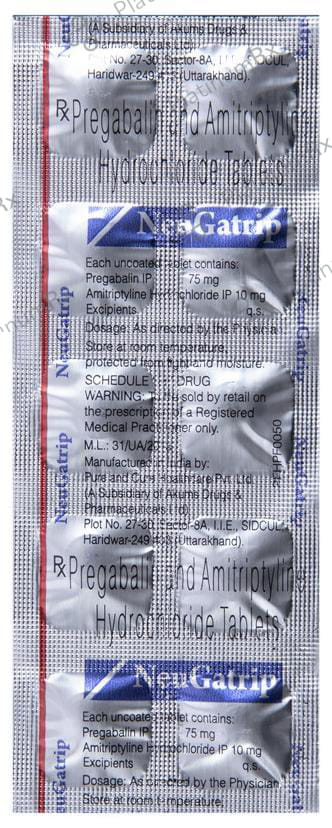 (A Subsidiary of Akums Drugs &
Pharmaceuticals Ltd)
Plot No. 27-30, Sector-8A, I.I.E., SIDCUL,
Haridwar-249 403 (Uttarakhand).
Rx Pregabalin and Amitriptyline
Hydrochloride Tablets
NeuGatrip
Each uncoated tablet contains:
Pregabalin IP 75 mg
Amitriptyline Hydrochloride IP 10 mg
Excipients q.s.
Dosage: As directed by the Physician
Store at room temperature,
protected from light and moisture.
SCHEDULE DRUG
WARNING: To be sold by retail on
the prescription of a Registered
Medical Practitioner only.
M.L.: 31/UA/20
Manufactured in India by:
Pure and Cure Healthcare Pvt. Ltd.
(A Subsidiary of Akums Drugs &
Pharmaceuticals Ltd)
Plot No. 27-30, Sector-8A, I.I.E., SIDCUL,
Haridwar-249 403 (Uttarakhand).
Rx Pregabalin and Amitriptyline
Hydrochloride Tablets
NeuGatrip
Each uncoated tablet contains:
Pregabalin IP 75 mg
Amitriptyline Hydrochloride IP 10 mg
Excipients q.s.
Dosage: As directed by the Physician
Store at room temperature,
NeuGatrip
NeuGatrip
NeuGatrip